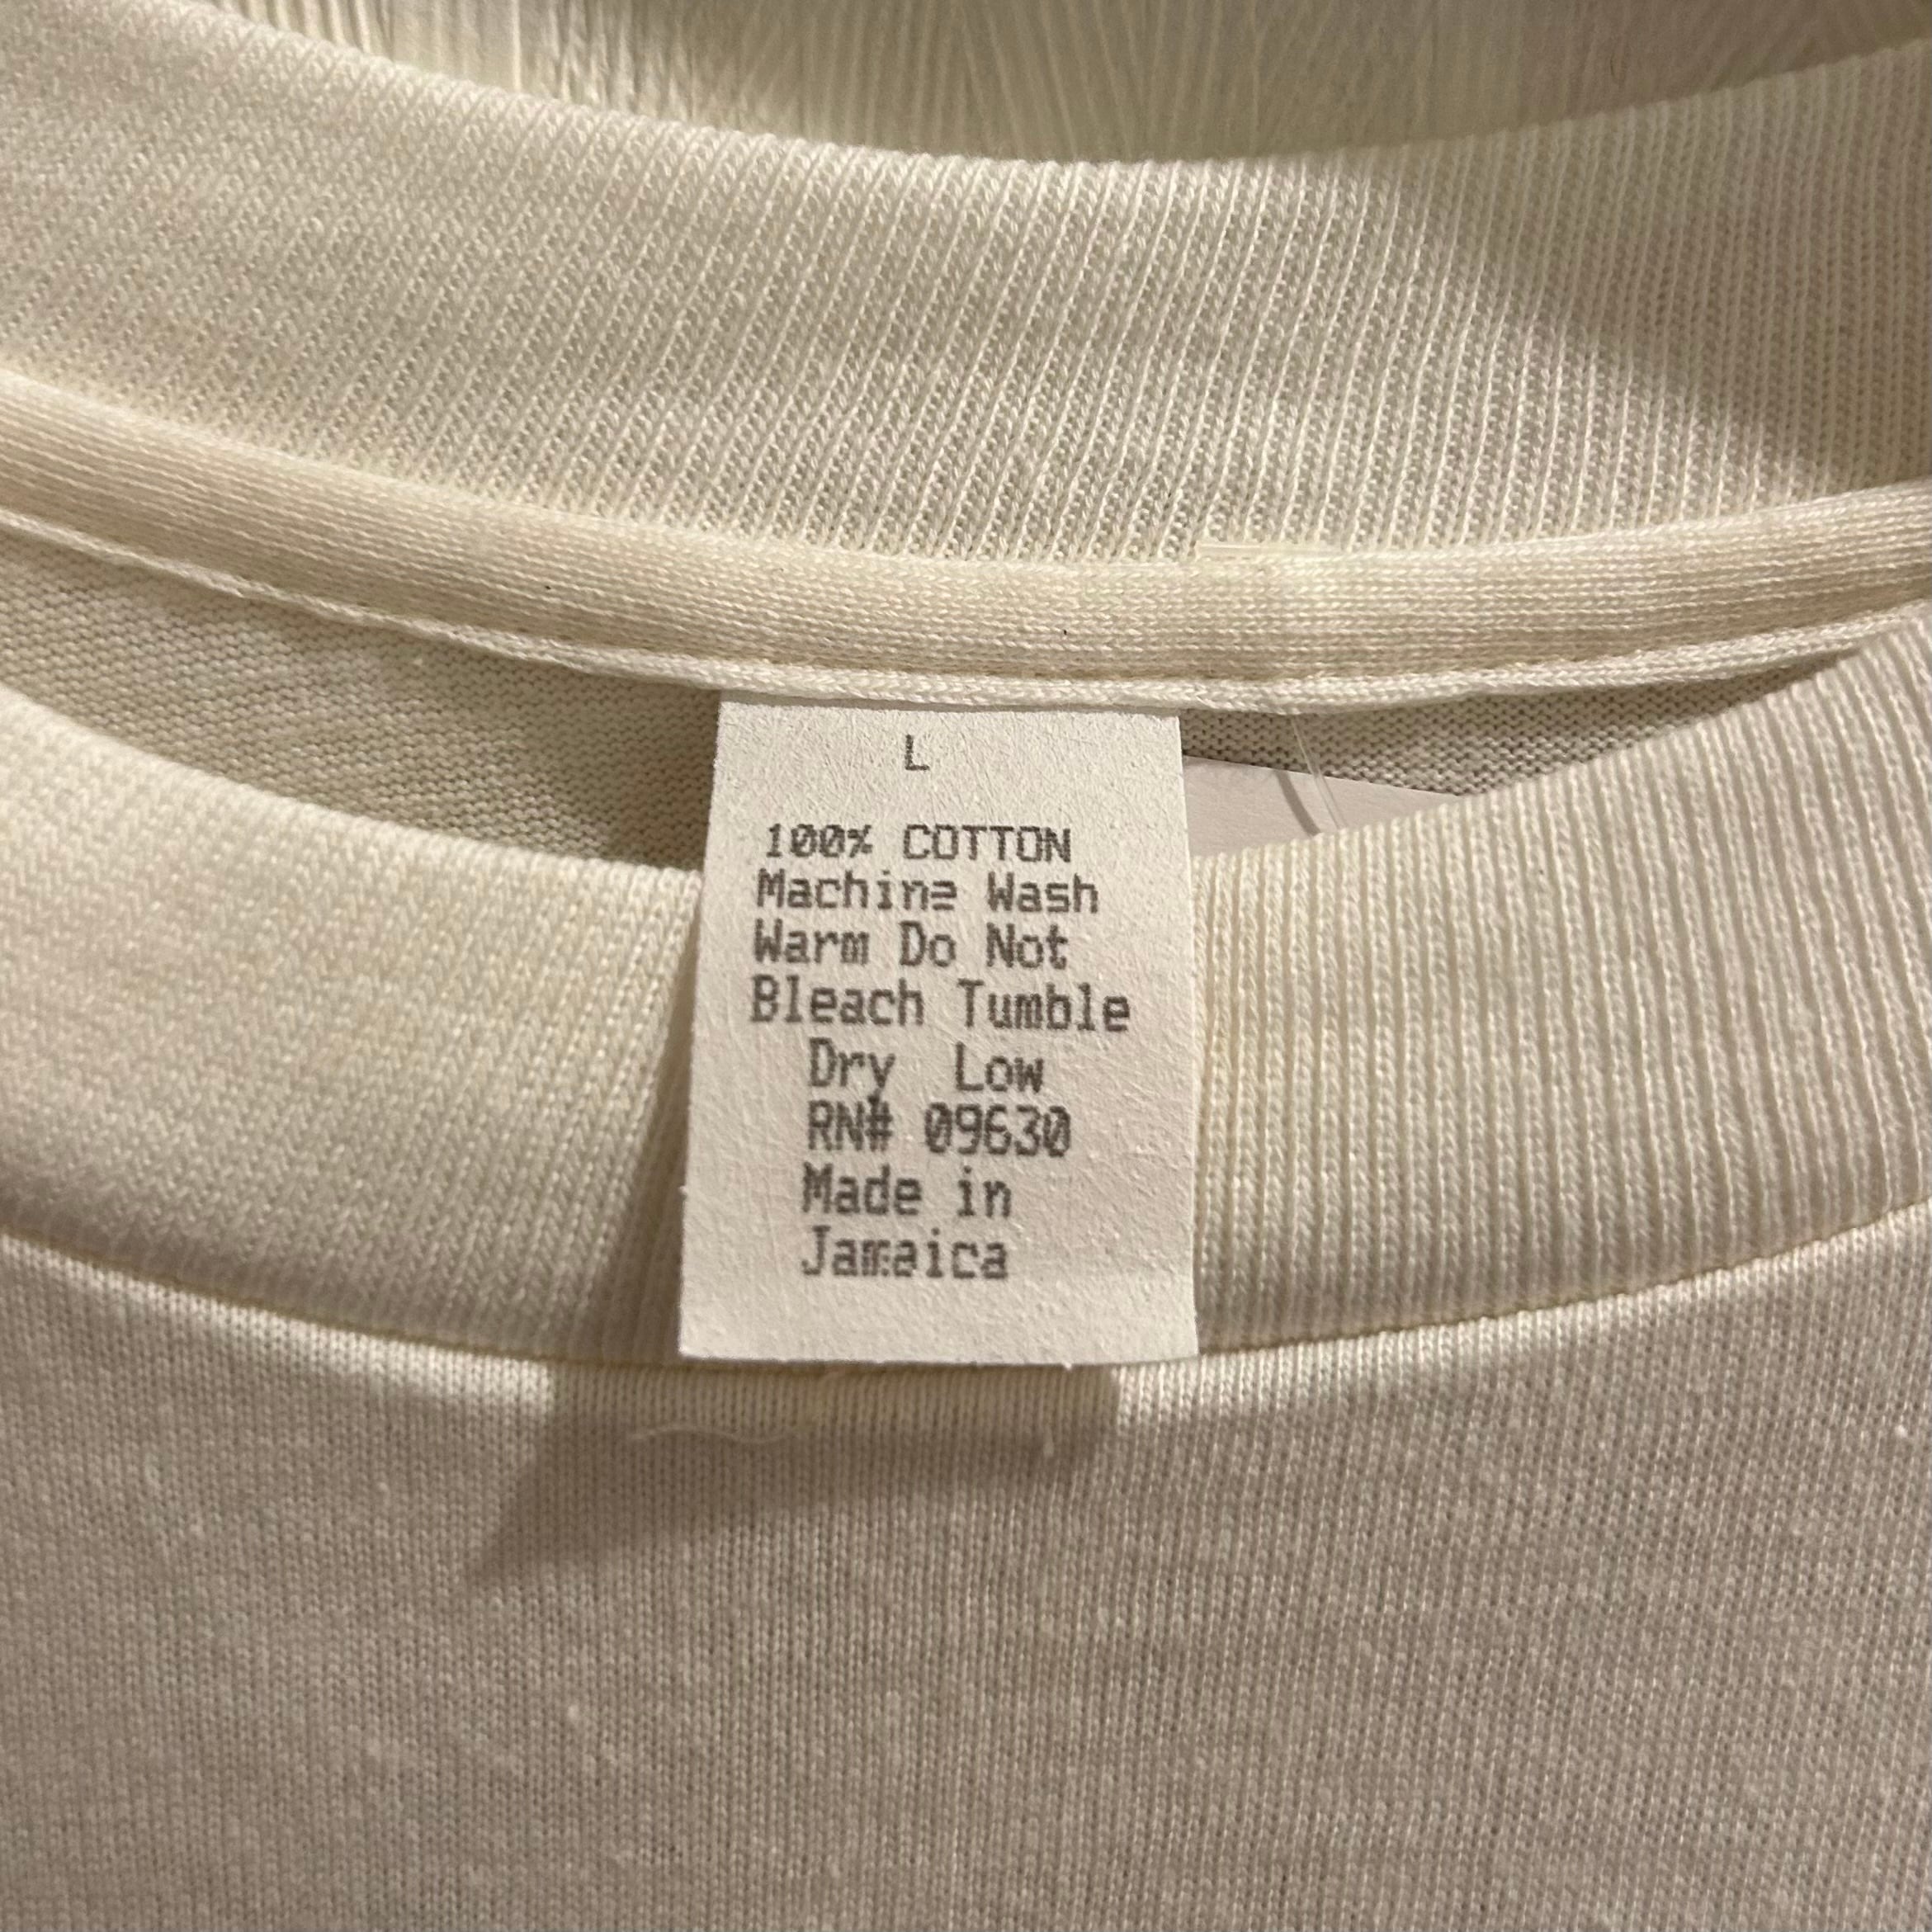 L
100% COTTON
Machine Wash
Warm Do Not
Bleach Tumble
Dry Low
RN# 09630
Made in
Jamaica